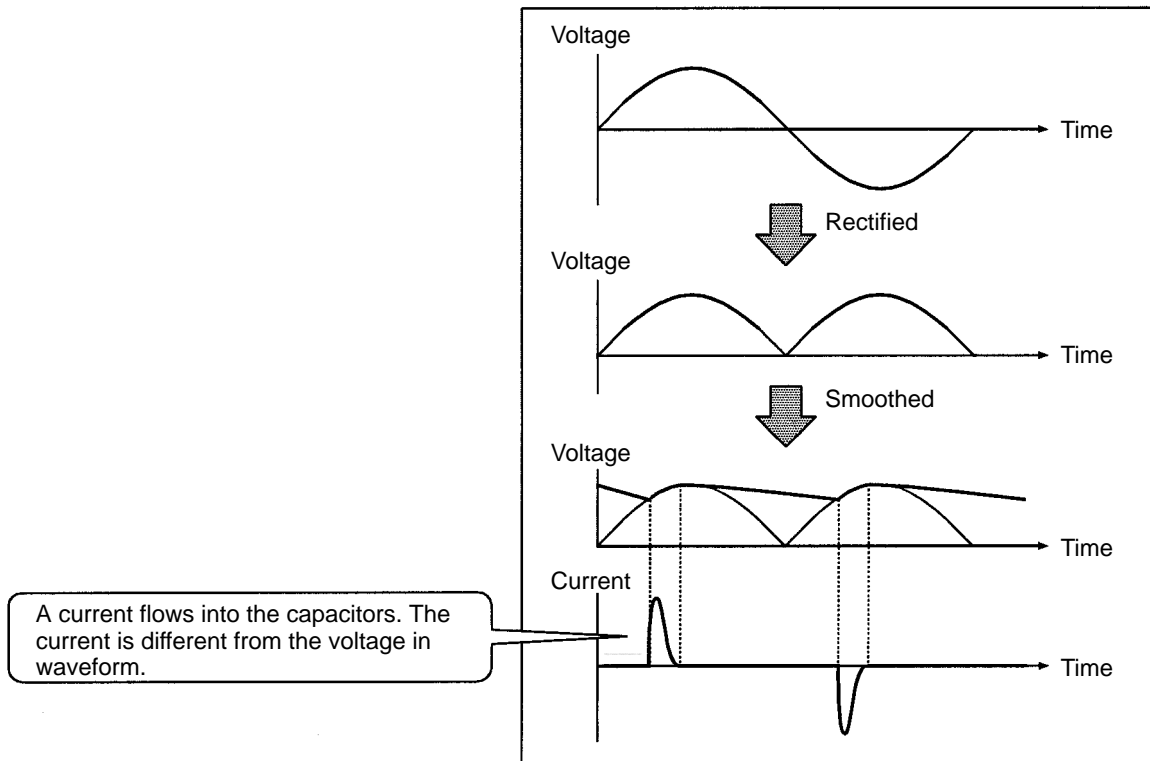 Voltage
Time
Rectified
Voltage
Time
Smoothed
Voltage
Time
Current
A current flows into the capacitors. The
current is different from the voltage in
waveform.
Time